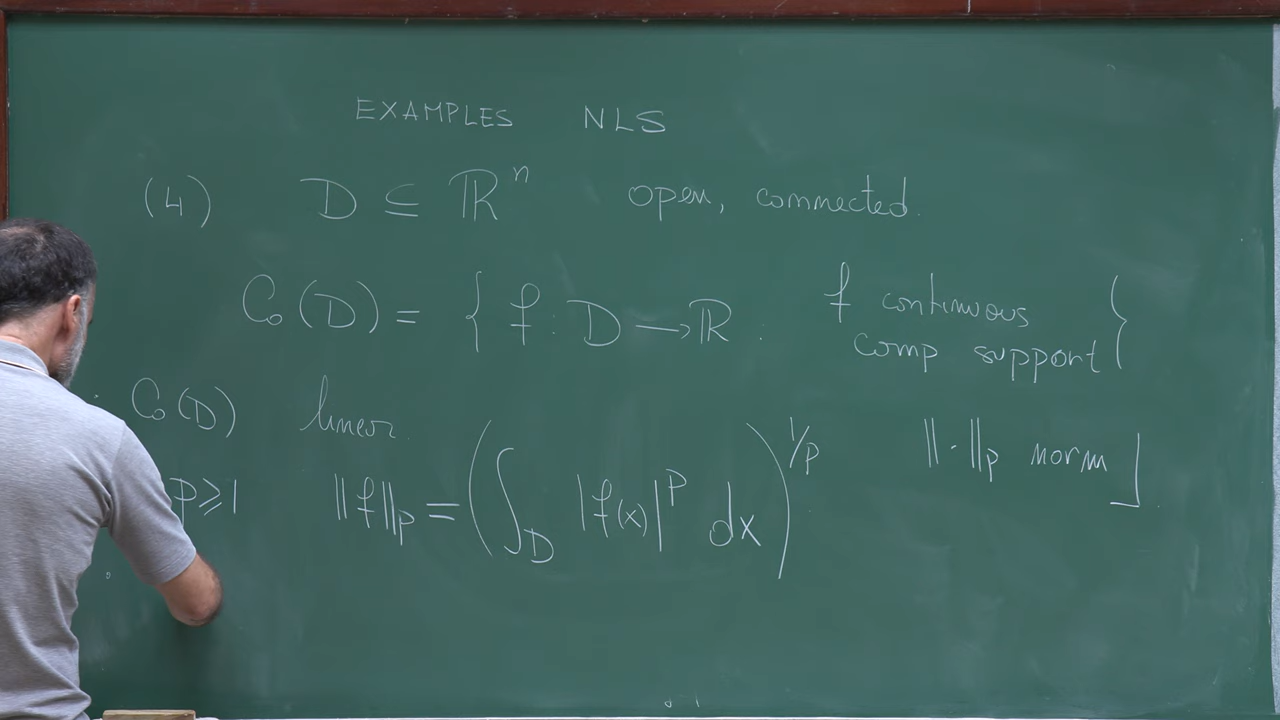 EXAMPLES NLS
(4) D ⊆ ℝⁿ open, connected.
C₀(D) = { f : D → ℝ : f continuous
comp support }
C₀(D) linear.
p ≥ 1 ‖f‖ₚ = (∫_D |f(x)|^p dx)^{1/p} ‖·‖ₚ norm ⌋